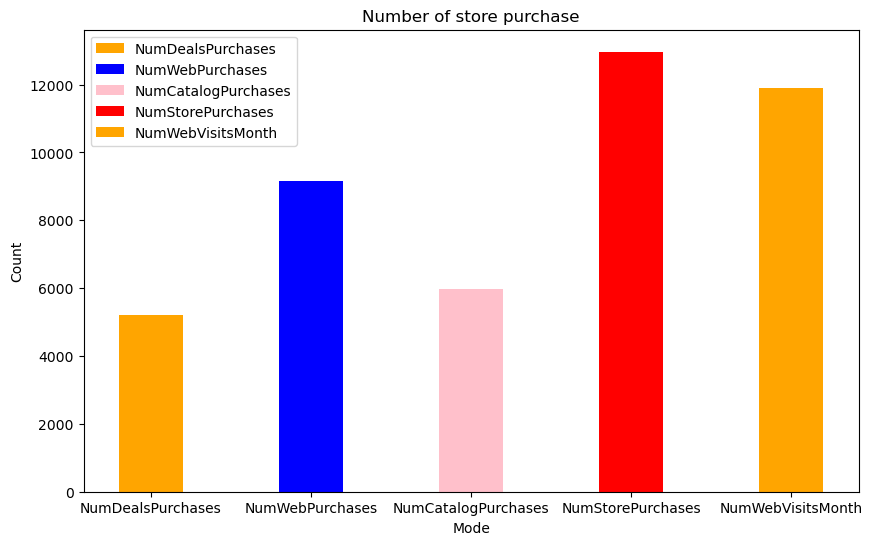 Number of store purchase
NumDealsPurchases
NumWebPurchases
NumCatalogPurchases
NumStorePurchases
NumWebVisitsMonth
Count
12000
10000
8000
6000
4000
2000
0
NumDealsPurchases NumWebPurchases NumCatalogPurchases NumStorePurchases NumWebVisitsMonth
Mode